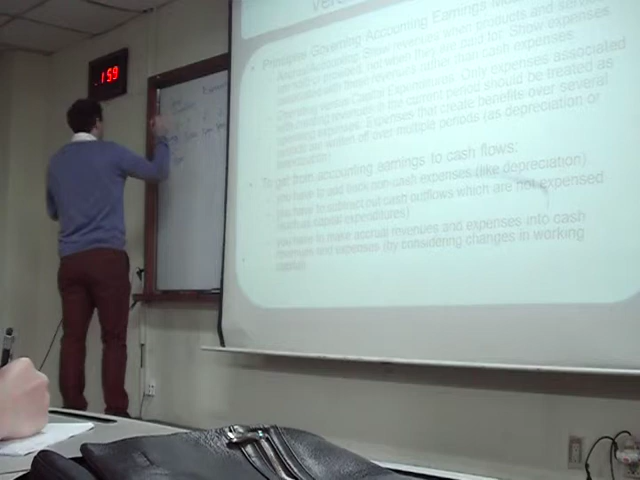 1:59
Principles Governing Accounting Earnings
Accrual Accounting: Show revenues when products and services
are sold or provided, not when they are paid for. Show expenses
associated with these revenues rather than cash expenses.
Operating versus Capital Expenditures: Only expenses associated
with creating revenues in the current period should be treated as
operating expenses. Expenses that create benefits over several
periods are written off over multiple periods (as depreciation or
amortization)
To get from accounting earnings to cash flows:
you have to add back non-cash expenses (like depreciation)
you have to subtract out cash outflows which are not expensed
(such as capital expenditures)
you have to make accrual revenues and expenses into cash
revenues and expenses (by considering changes in working
capital)